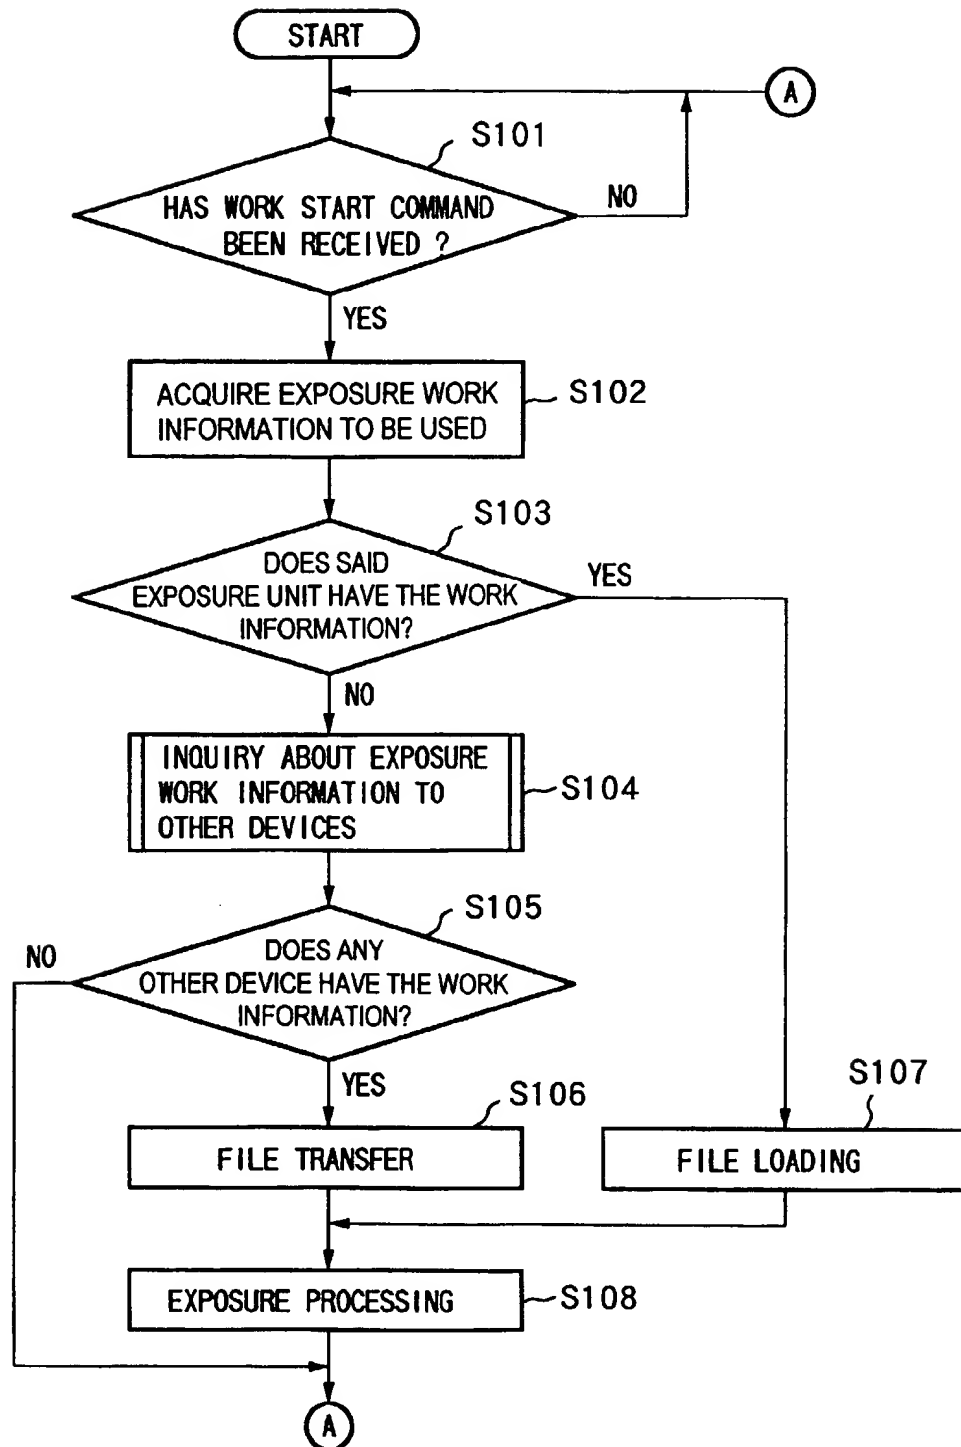 START
A
S101
HAS WORK START COMMAND
BEEN RECEIVED ?
NO
YES
ACQUIRE EXPOSURE WORK
INFORMATION TO BE USED
S102
S103
DOES SAID
EXPOSURE UNIT HAVE THE WORK
INFORMATION?
YES
NO
INQUIRY ABOUT EXPOSURE
WORK INFORMATION TO
OTHER DEVICES
S104
S105
NO
DOES ANY
OTHER DEVICE HAVE THE WORK
INFORMATION?
YES
S106
S107
FILE TRANSFER
FILE LOADING
EXPOSURE PROCESSING
S108
A